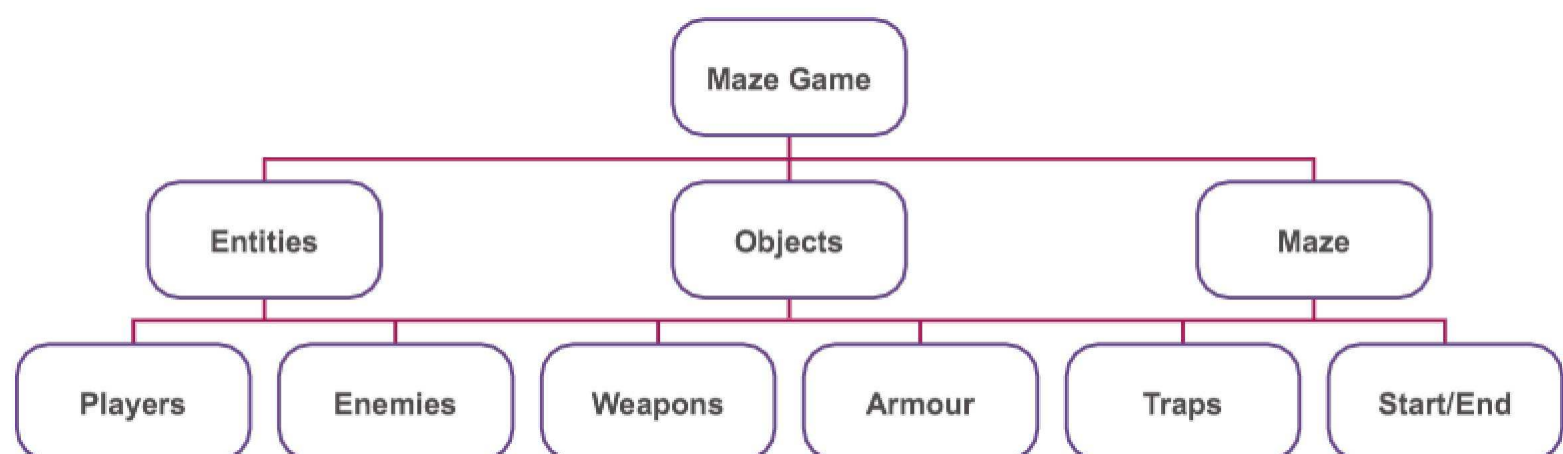 Maze Game
Entities
Objects
Maze
Players
Enemies
Weapons
Armour
Traps
Start/End